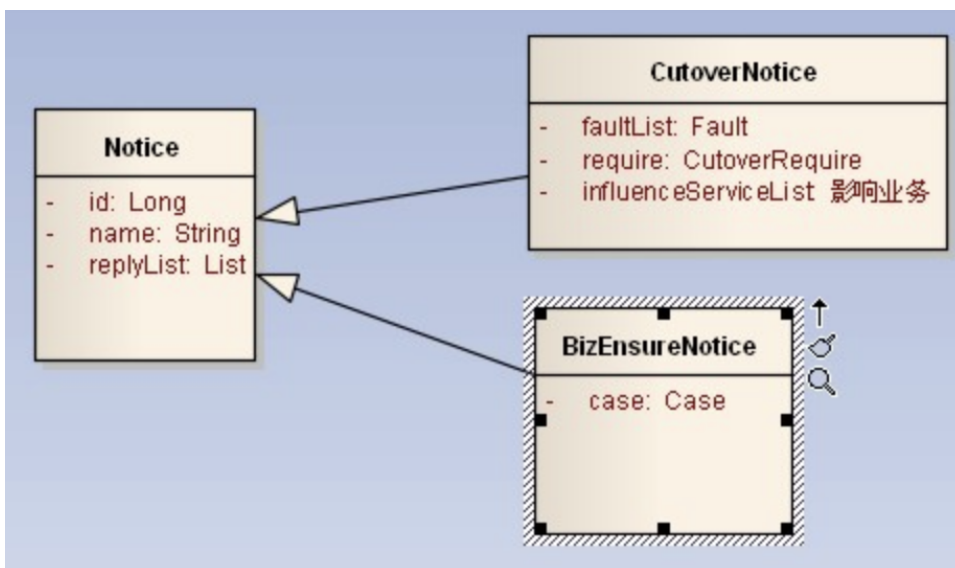 Notice
- id: Long
- name: String
- replyList: List
CutoverNotice
- faultList: Fault
- require: CutoverRequire
- influenceServiceList 影响业务
BizEnsureNotice
- case: Case